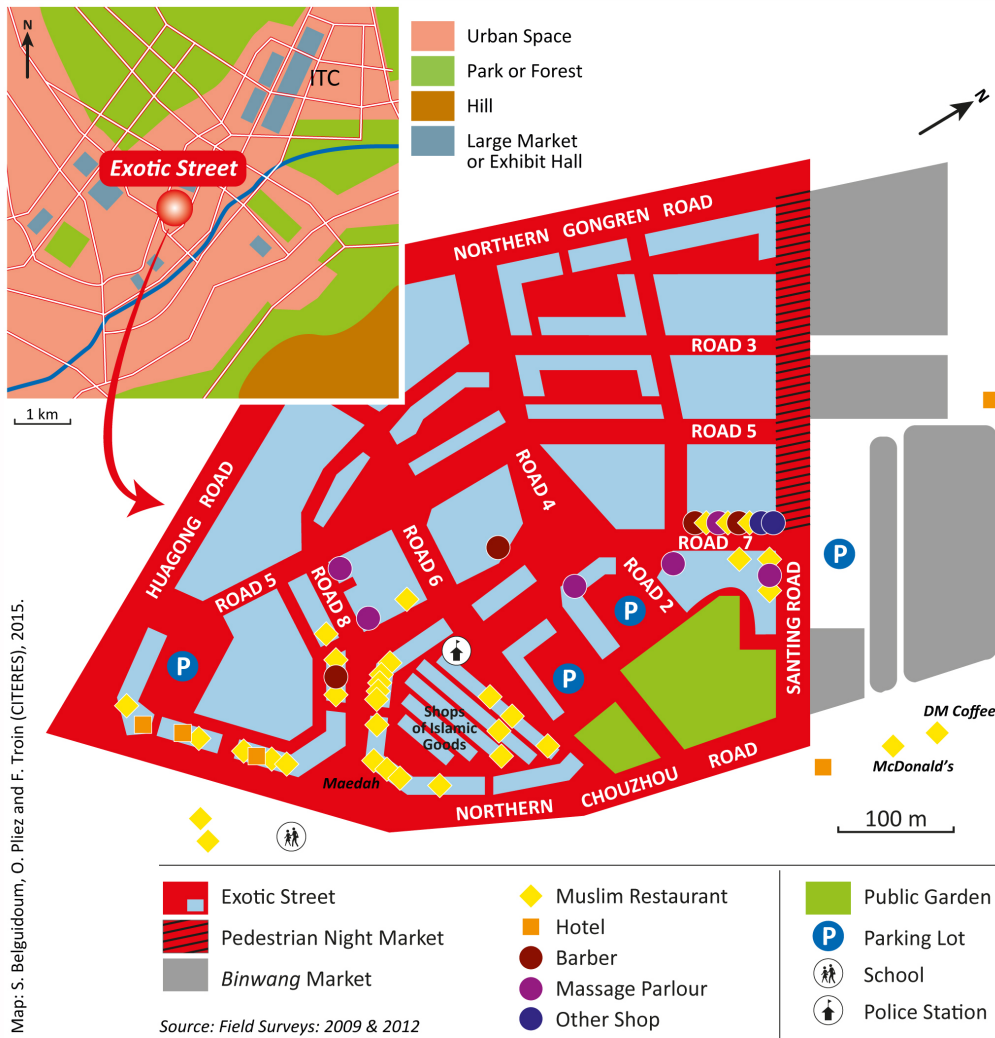 N
ITC
Exotic Street
1 km
Urban Space
Park or Forest
Hill
Large Market
or Exhibit Hall
N
NORTHERN GONGREN ROAD
ROAD 3
ROAD 5
ROAD 4
HUAGONG ROAD
ROAD 6
ROAD 7
P
ROAD 5
ROAD 8
ROAD 2
P
SANTING ROAD
P
P
Shops
of Islamic
Goods
DM Coffee
McDonald's
Maedah
NORTHERN CHOUZHOU ROAD
100 m
Exotic Street
Pedestrian Night Market
Binwang Market
Source: Field Surveys: 2009 & 2012
Muslim Restaurant
Hotel
Barber
Massage Parlour
Other Shop
Public Garden
P
Parking Lot
School
Police Station
Map: S. Belguidoum, O. Pliez and F. Troin (CITERES), 2015.